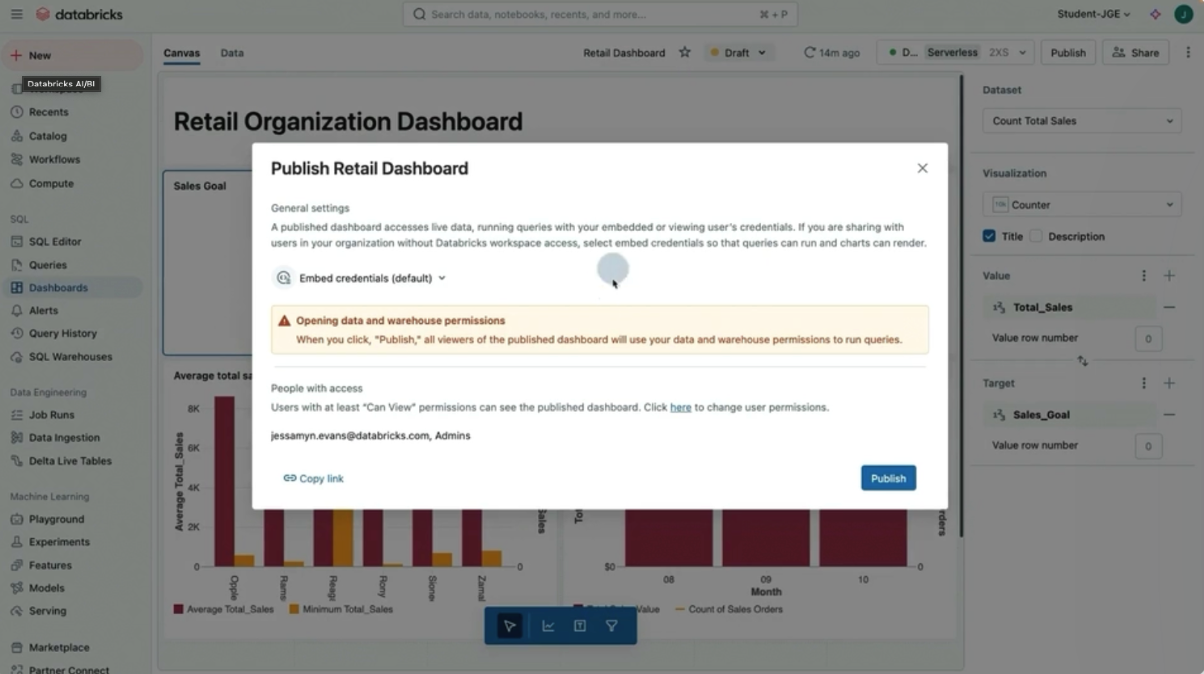 databricks
Search data, notebooks, recents, and more...
⌘ + P
Student-JGE
J
New
Databricks AI/BI
Recents
Catalog
Workflows
Compute
SQL
SQL Editor
Queries
Dashboards
Alerts
Query History
SQL Warehouses
Data Engineering
Job Runs
Data Ingestion
Delta Live Tables
Machine Learning
Playground
Experiments
Features
Models
Serving
Marketplace
Partner Connect
Canvas
Data
Retail Dashboard
Draft
14m ago
D... Serverless 2XS
Publish
Share
Retail Organization Dashboard
Sales Goal
Publish Retail Dashboard
General settings
A published dashboard accesses live data, running queries with your embedded or viewing user's credentials. If you are sharing with
users in your organization without Databricks workspace access, select embed credentials so that queries can run and charts can render.
Embed credentials (default)
Opening data and warehouse permissions
When you click, "Publish," all viewers of the published dashboard will use your data and warehouse permissions to run queries.
People with access
Users with at least "Can View" permissions can see the published dashboard. Click here to change user permissions.
jessamyn.evans@databricks.com, Admins
Copy link
Publish
Average total sa
8K
6K
4K
2K
0
Average Total_Sales
0
Opple
Rams
Reagi
Rony
Sione
Zamal
Average Total_Sales
Minimum Total_Sales
$0
0
08
09
10
Month
Value
Count of Sales Orders
Dataset
Count Total Sales
Visualization
Counter
Title
Description
Value
Total_Sales
Value row number
0
Target
Sales_Goal
Value row number
0